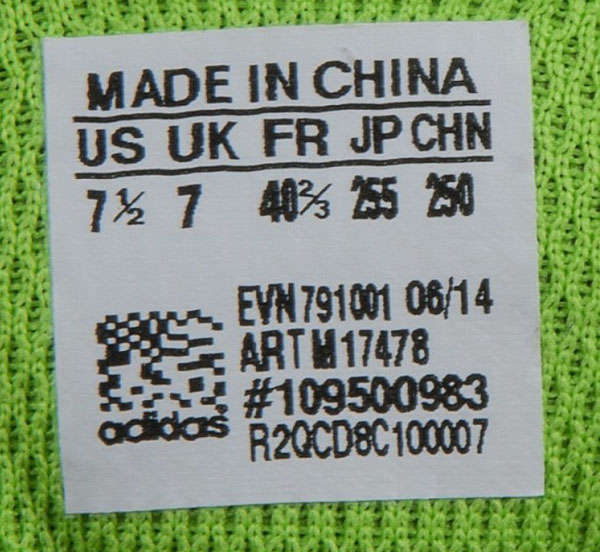 MADE IN CHINA
US UK FR JP CHN
7½ 7 40⅔ 255 250
EVN 791001 06/14
ART M17478
#109500983
adidas®
R2QCD8C100007